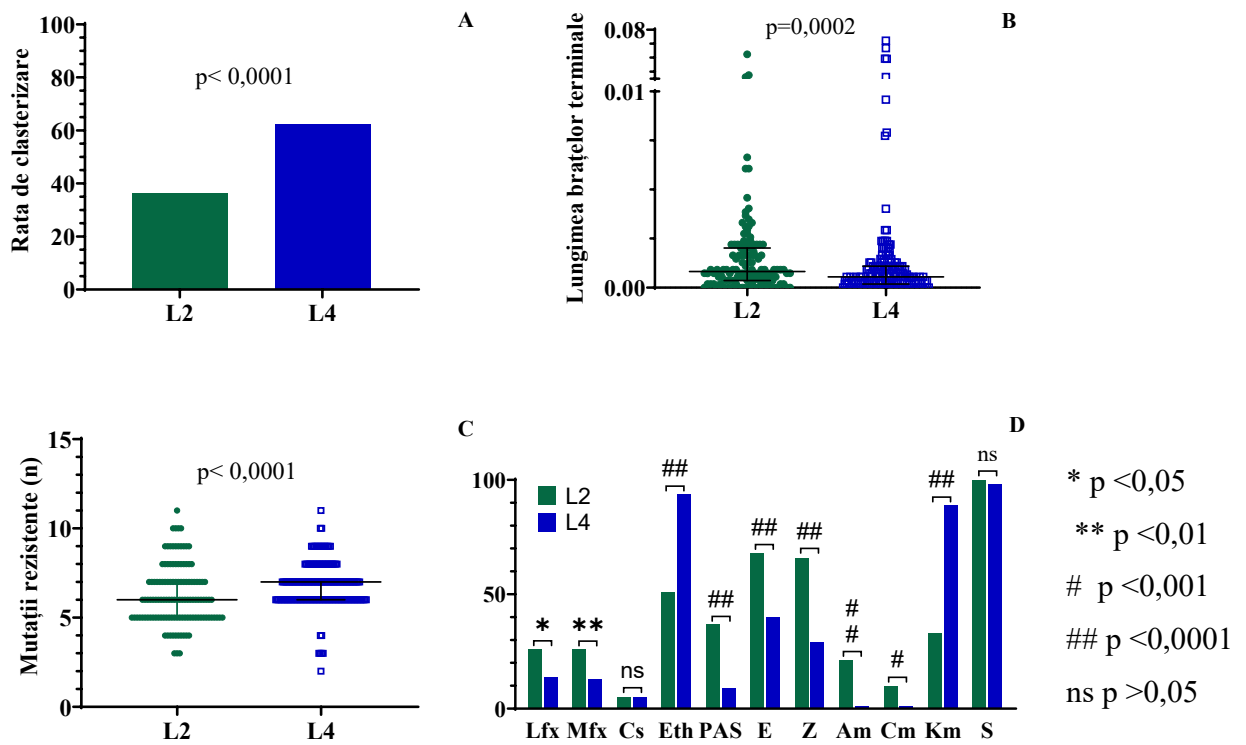 A
Rata de clasterizare
100
80
60
40
20
0
p< 0,0001
L2
L4
B
Lungimea brațelor terminale
0.08
0.01
0.00
p=0,0002
L2
L4
C
Mutații rezistente (n)
15
10
5
0
p< 0,0001
L2
L4
D
100
50
0
L2
L4
*
**
ns
##
##
##
##
#
#
#
##
ns
Lfx Mfx Cs Eth PAS E Z Am Cm Km S
* p <0,05
** p <0,01
# p <0,001
## p <0,0001
ns p >0,05